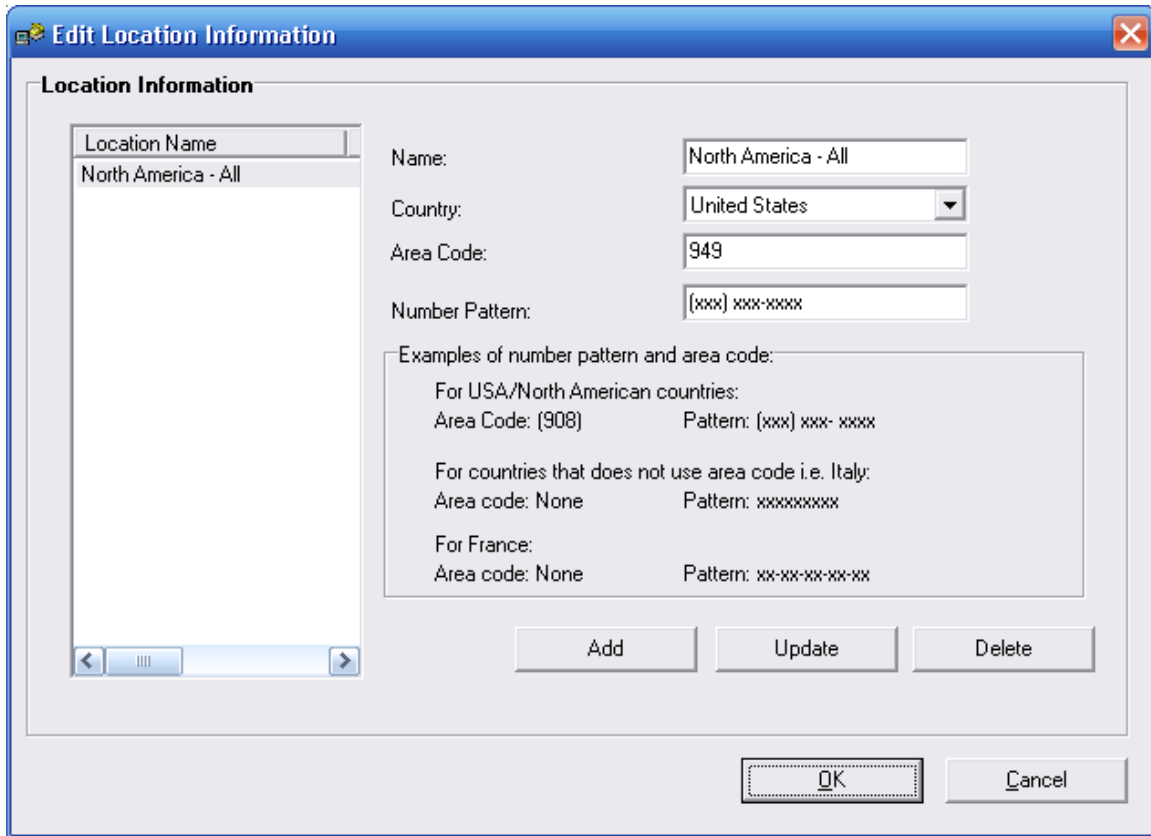 Edit Location Information
Location Information
Location Name
North America - All
Name: North America - All
Country: United States
Area Code: 949
Number Pattern: (xxx) xxx-xxxx
Examples of number pattern and area code:
For USA/North American countries:
Area Code: (908) Pattern: (xxx) xxx- xxxx
For countries that does not use area code i.e. Italy:
Area code: None Pattern: xxxxxxxxx
For France:
Area code: None Pattern: xx-xx-xx-xx-xx
Add Update Delete
OK Cancel